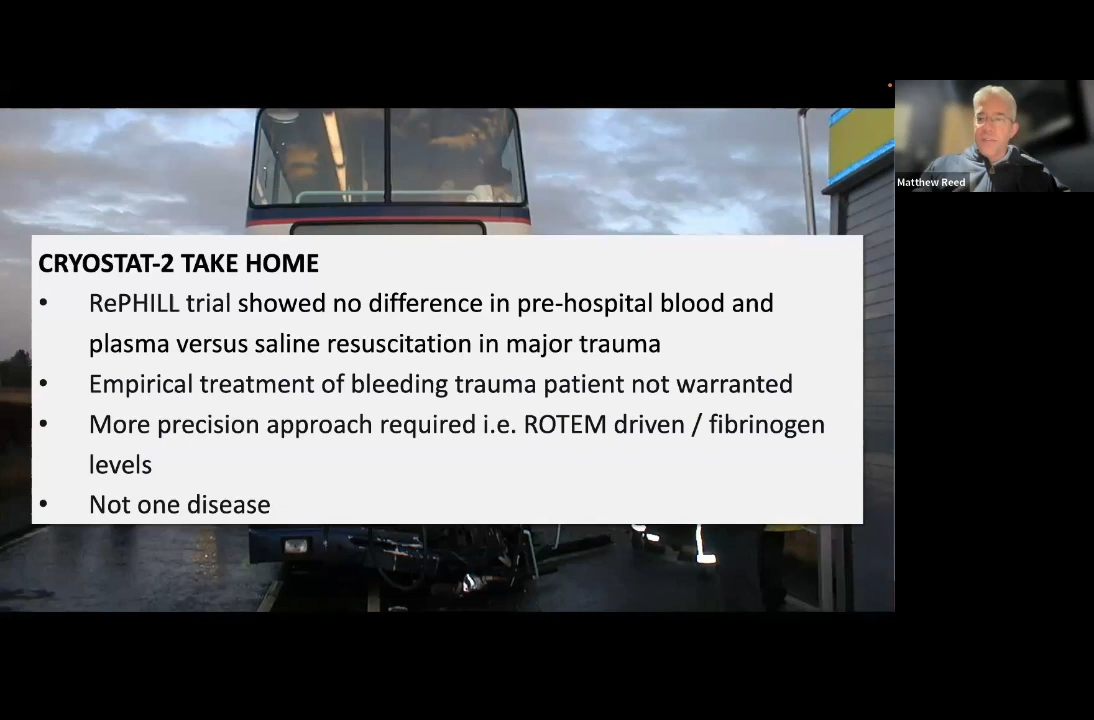 Matthew Reed
CRYOSTAT-2 TAKE HOME
• RePHILL trial showed no difference in pre-hospital blood and
plasma versus saline resuscitation in major trauma
• Empirical treatment of bleeding trauma patient not warranted
• More precision approach required i.e. ROTEM driven / fibrinogen
levels
• Not one disease